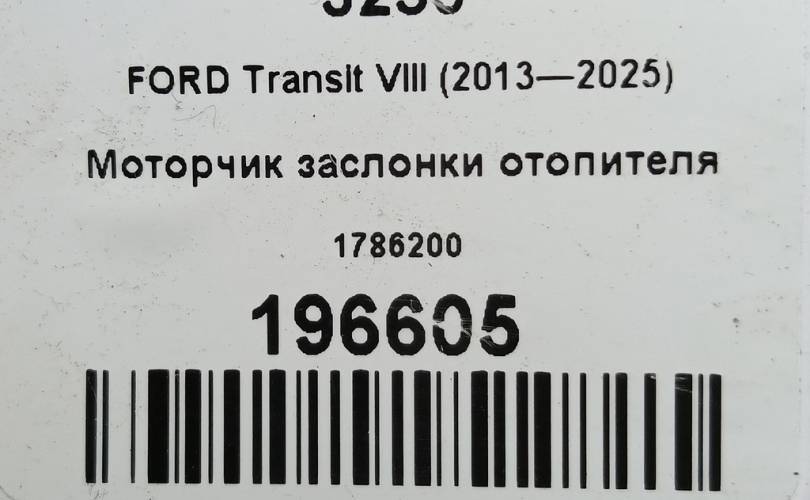 FORD Transit VIII (2013—2025)
Моторчик заслонки отопителя
1786200
196605